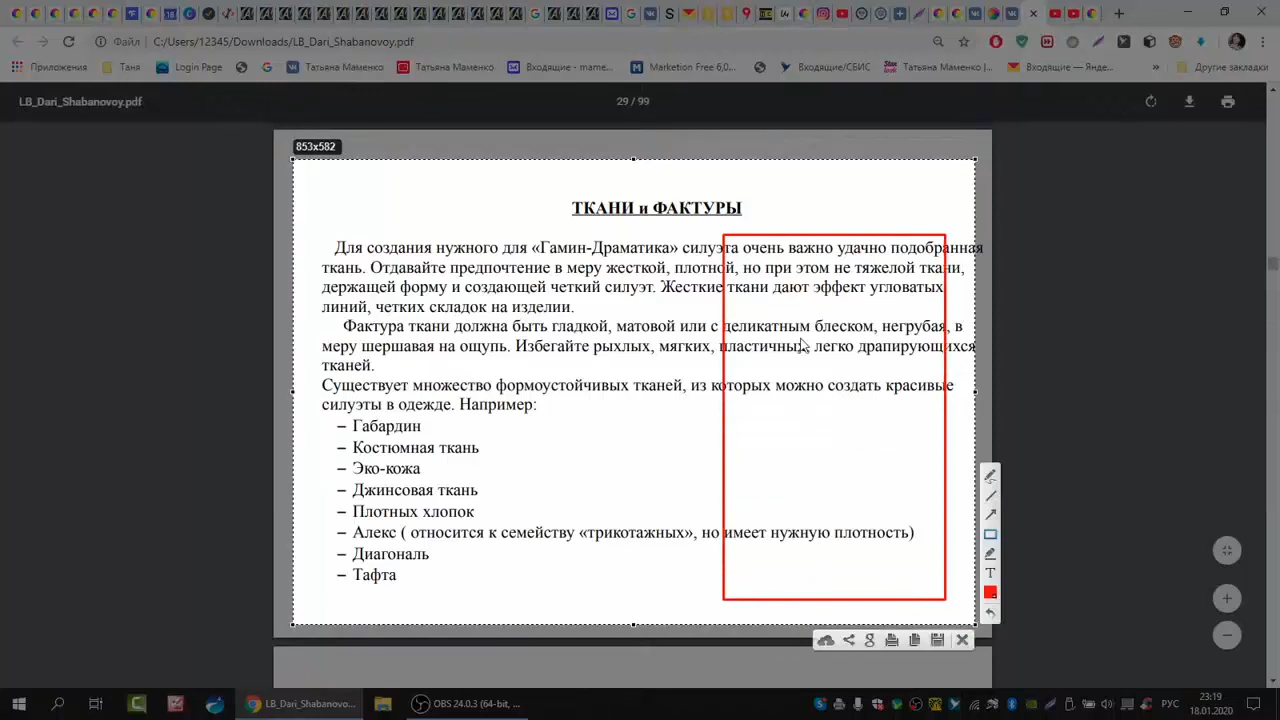 Файл
C:/Users/12345/Downloads/LB_Dari_Shabanovoy.pdf
Приложения
Таня
Login Page
Татьяна Маменко
Татьяна Маменко
Входящие - mame...
Marketion Free 6,0...
Входящие/СБИС
Татьяна Маменко |...
Входящие — Янде...
»
Другие закладки
LB_Dari_Shabanovoy.pdf
29 / 99
853x582
ТКАНИ и ФАКТУРЫ
Для создания нужного для «Гамин-Драматика» силуэта очень важно удачно подобранная
ткань. Отдавайте предпочтение в меру жесткой, плотной, но при этом не тяжелой ткани,
держащей форму и создающей четкий силуэт. Жесткие ткани дают эффект угловатых
линий, четких складок на изделии.
Фактура ткани должна быть гладкой, матовой или с деликатным блеском, негрубая, в
меру шершавая на ощупь. Избегайте рыхлых, мягких, пластичных, легко драпирующихся
тканей.
Существует множество формоустойчивых тканей, из которых можно создать красивые
силуэты в одежде. Например:
– Габардин
– Костюмная ткань
– Эко-кожа
– Джинсовая ткань
– Плотных хлопок
– Алекс ( относится к семейству «трикотажных», но имеет нужную плотность)
– Диагональ
– Тафта
LB_Dari_Shabanovo...
OBS 24.0.3 (64-bit, ...
РУС
23:19
18.01.2020